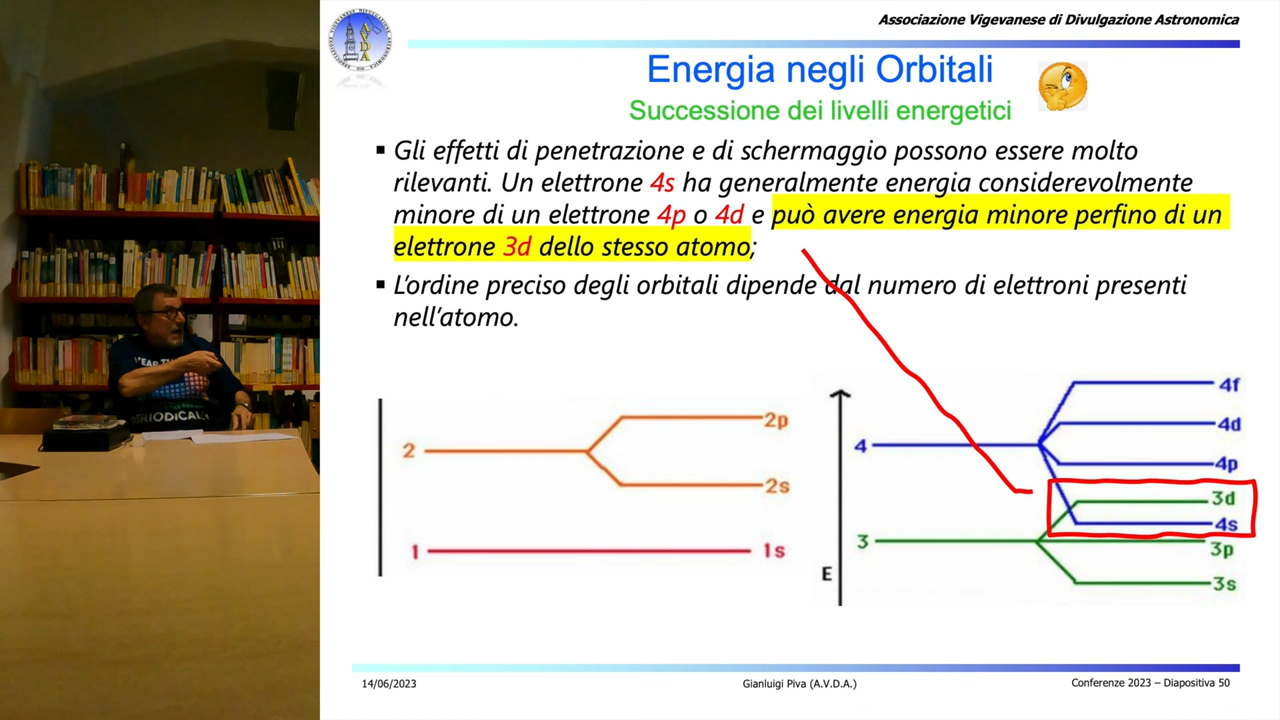 Associazione Vigevanese di Divulgazione Astronomica
A.V.D.A.
Energia negli Orbitali
Successione dei livelli energetici
▪ Gli effetti di penetrazione e di schermaggio possono essere molto
rilevanti. Un elettrone 4s ha generalmente energia considerevolmente
minore di un elettrone 4p o 4d e può avere energia minore perfino di un
elettrone 3d dello stesso atomo;
▪ L'ordine preciso degli orbitali dipende dal numero di elettroni presenti
nell'atomo.
2
2p
2s
1
1s
E
4
4f
4d
4p
3d
4s
3
3p
3s
14/06/2023
Gianluigi Piva (A.V.D.A.)
Conferenze 2023 – Diapositiva 50